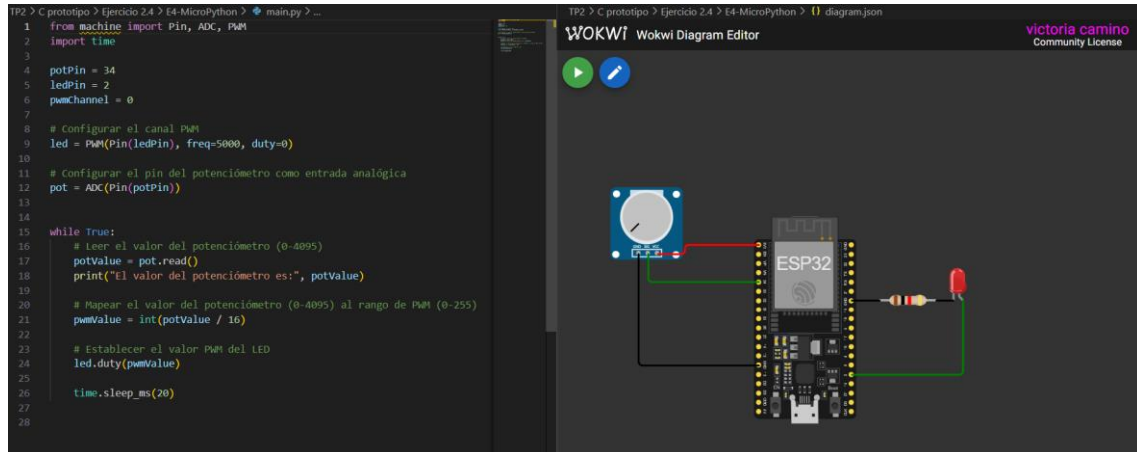 TP2 > C prototipo > Ejercicio 2.4 > E4-MicroPython > main.py > ...
1 from machine import Pin, ADC, PWM
2 import time
3
4 potPin = 34
5 ledPin = 2
6 pwmChannel = 0
7
8 # Configurar el canal PWM
9 led = PWM(Pin(ledPin), freq=5000, duty=0)
10
11 # Configurar el pin del potenciómetro como entrada analógica
12 pot = ADC(Pin(potPin))
13
14
15 while True:
16 # Leer el valor del potenciómetro (0-4095)
17 potValue = pot.read()
18 print("El valor del potenciómetro es:", potValue)
19
20 # Mapear el valor del potenciómetro (0-4095) al rango de PWM (0-255)
21 pwmValue = int(potValue / 16)
22
23 # Establecer el valor PWM del LED
24 led.duty(pwmValue)
25
26 time.sleep_ms(20)
27
28
TP2 > C prototipo > Ejercicio 2.4 > E4-MicroPython > {} diagram.json
WOKWI Wokwi Diagram Editor
victoria camino
Community License
ESP32